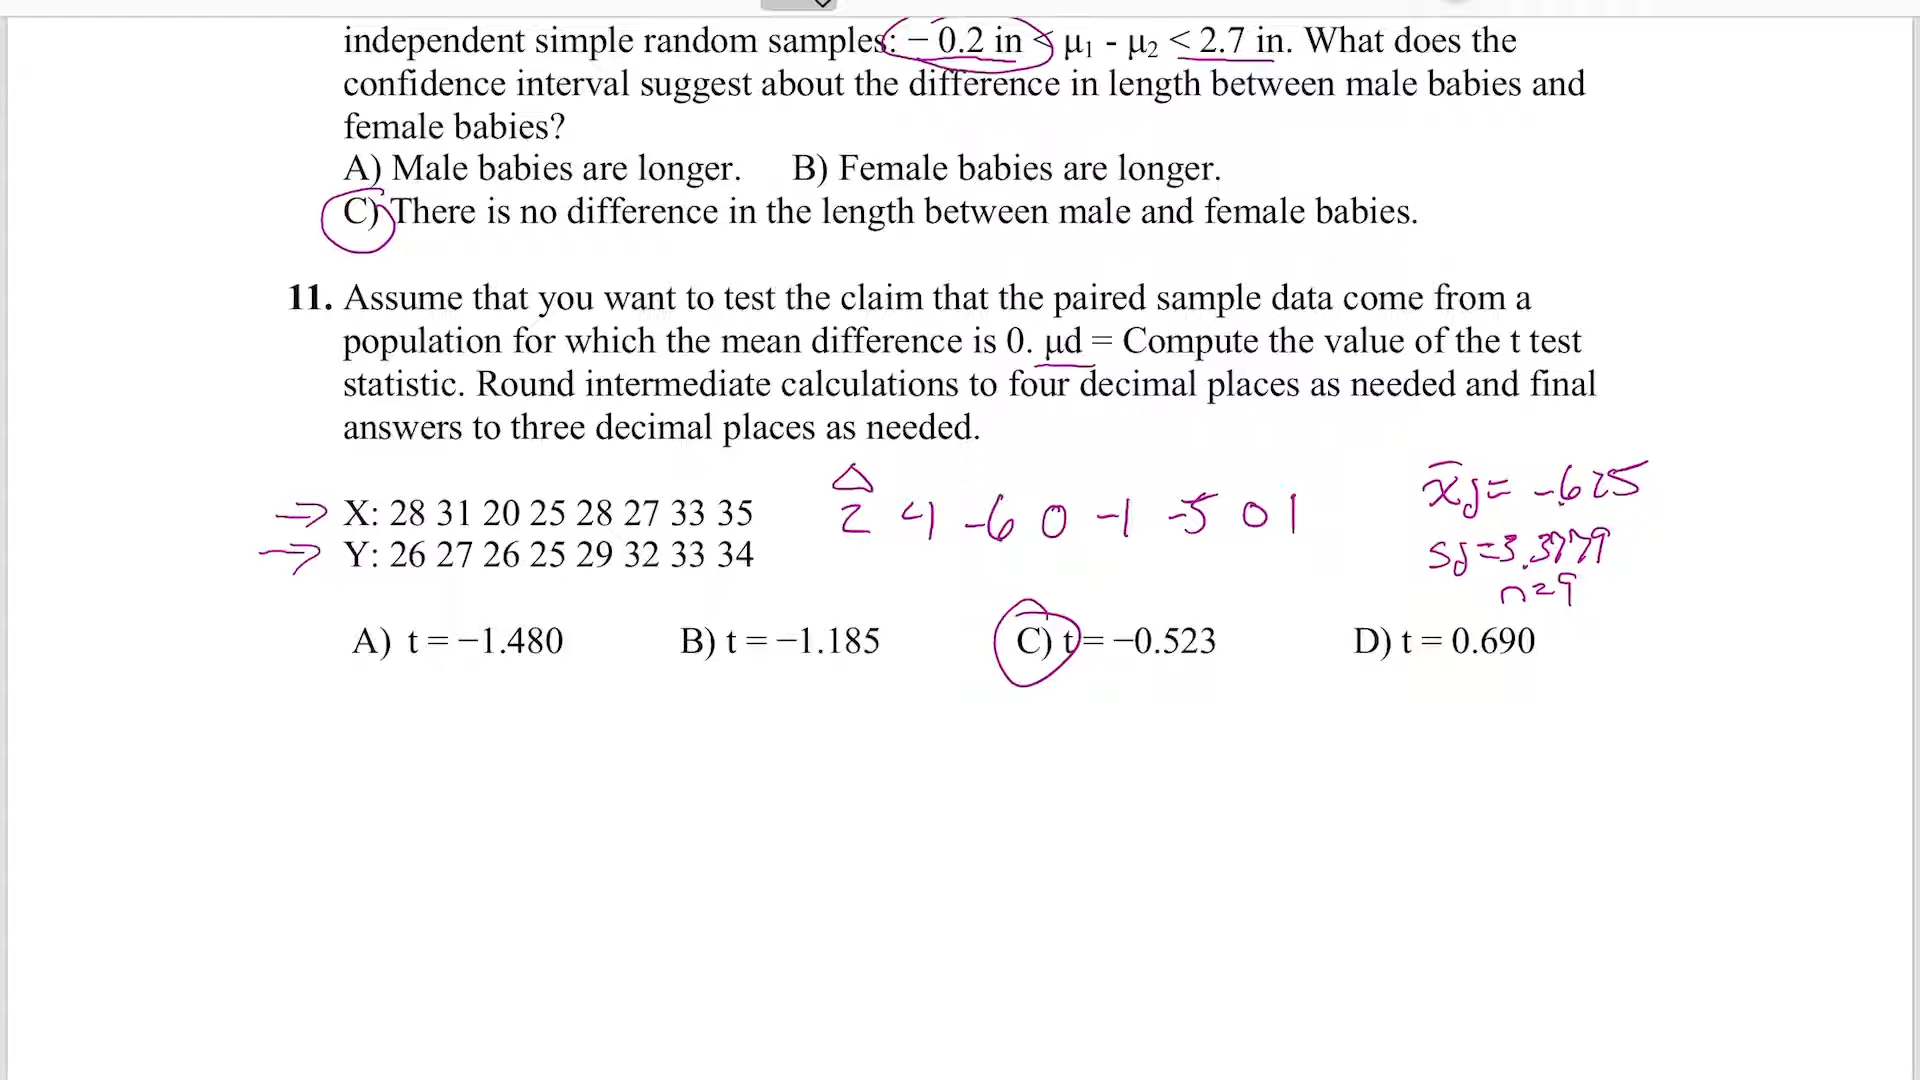 independent simple random samples: − 0.2 in < μ1 - μ2 < 2.7 in. What does the
confidence interval suggest about the difference in length between male babies and
female babies?
A) Male babies are longer. B) Female babies are longer.
C) There is no difference in the length between male and female babies.
11. Assume that you want to test the claim that the paired sample data come from a
population for which the mean difference is 0. μd = Compute the value of the t test
statistic. Round intermediate calculations to four decimal places as needed and final
answers to three decimal places as needed.
Δ
X: 28 31 20 25 28 27 33 35
2 4 -6 0 -1 -5 0 1
x̄d = -.625
Y: 26 27 26 25 29 32 33 34
sd = 3.3779
n = 9
A) t = −1.480 B) t = −1.185 C) t = −0.523 D) t = 0.690